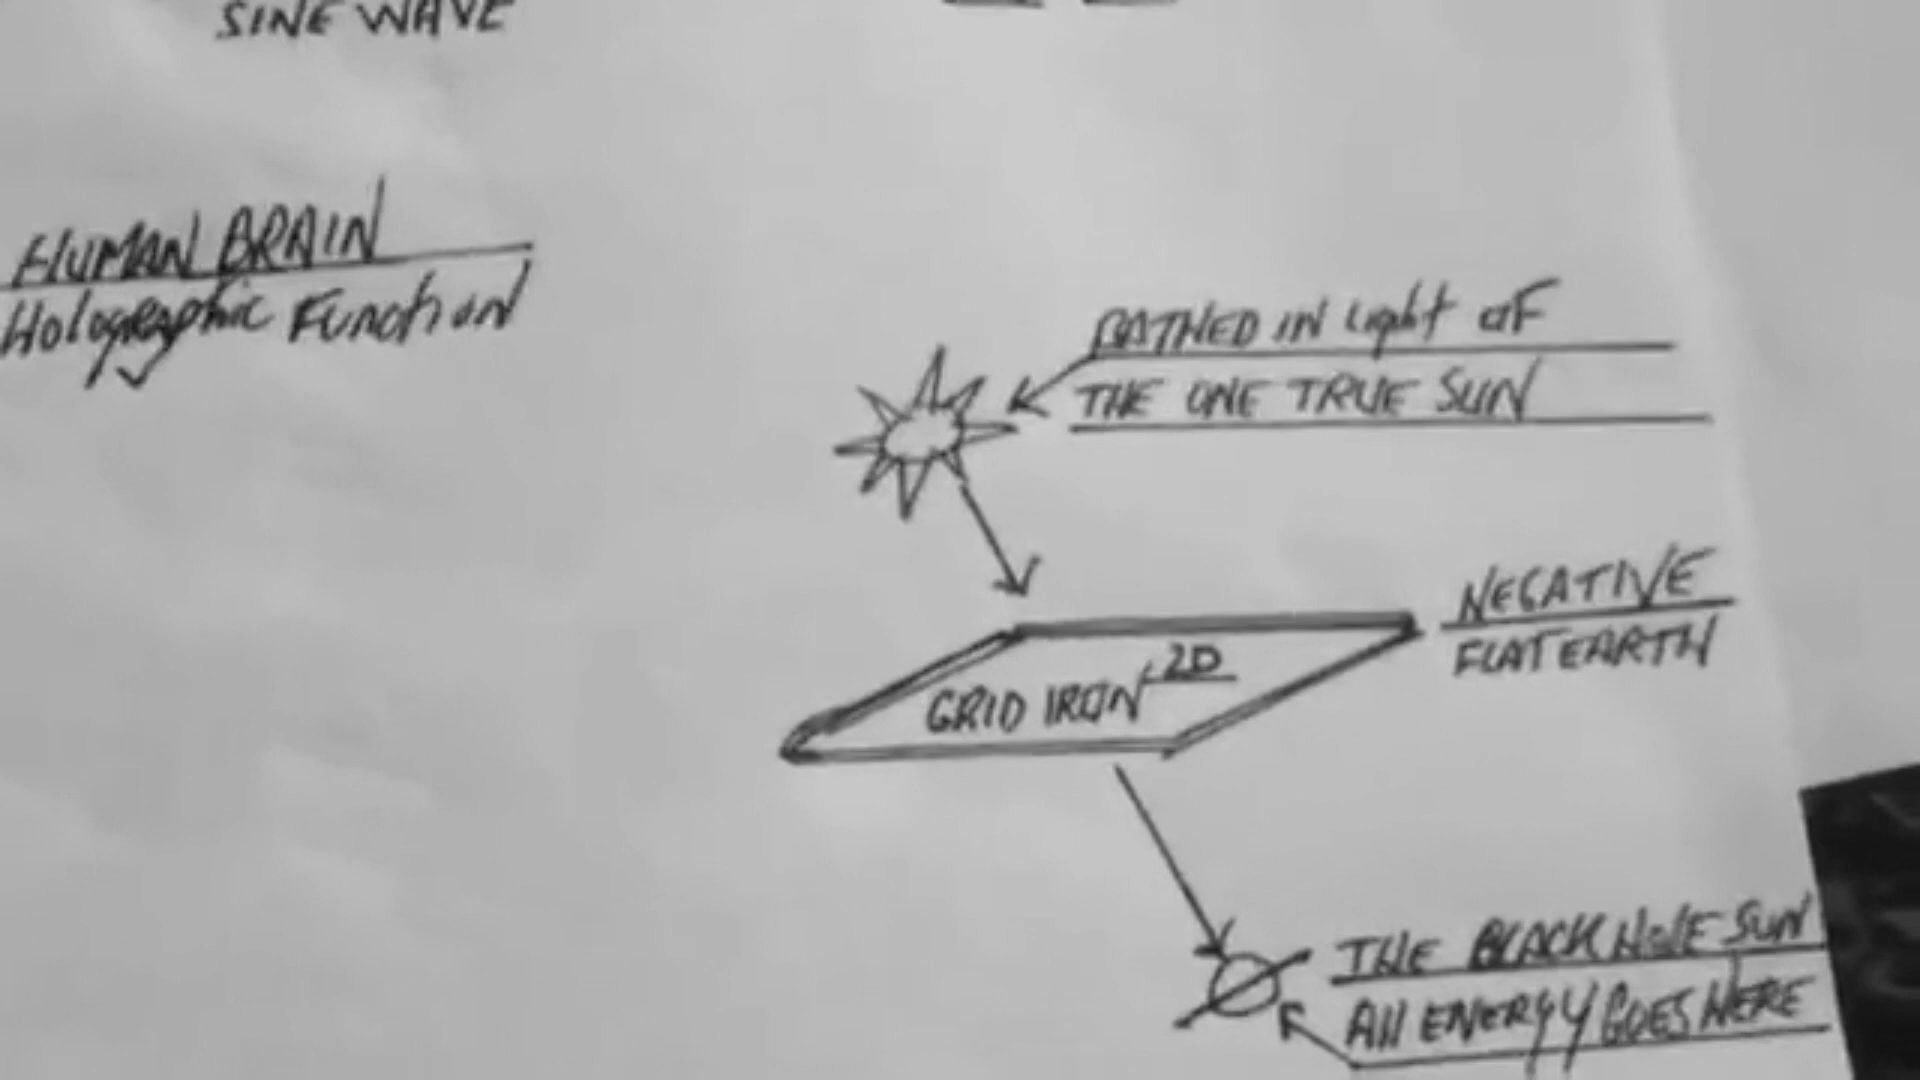 SINE WAVE
HUMAN BRAIN
Holographic Function
BATHED IN Light OF
THE ONE TRUE SUN
NEGATIVE
FLAT EARTH
GRID IRON 2D
THE BLACK HOLE SUN
All ENERGY GOES HERE